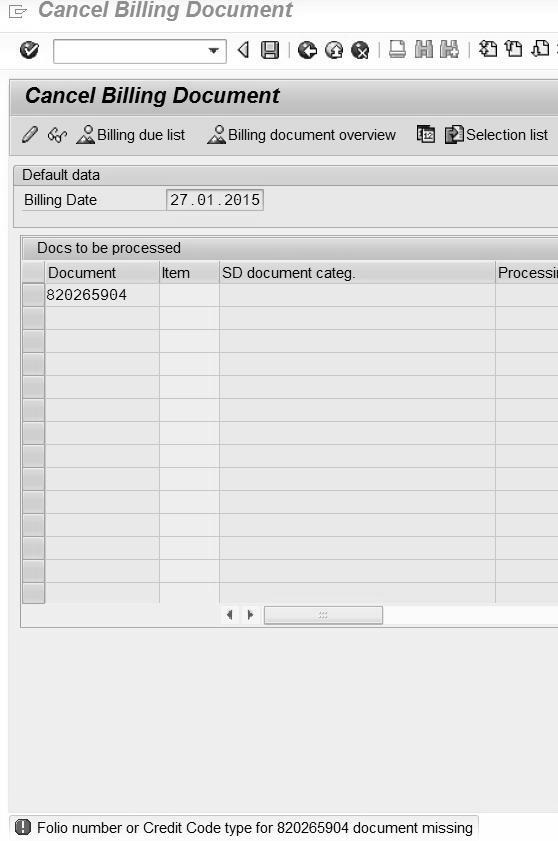 Cancel Billing Document
Cancel Billing Document
Billing due list Billing document overview 12 Selection list
Default data
Billing Date 27.01.2015
Docs to be processed
Document Item SD document categ. Processi
820265904
Folio number or Credit Code type for 820265904 document missing